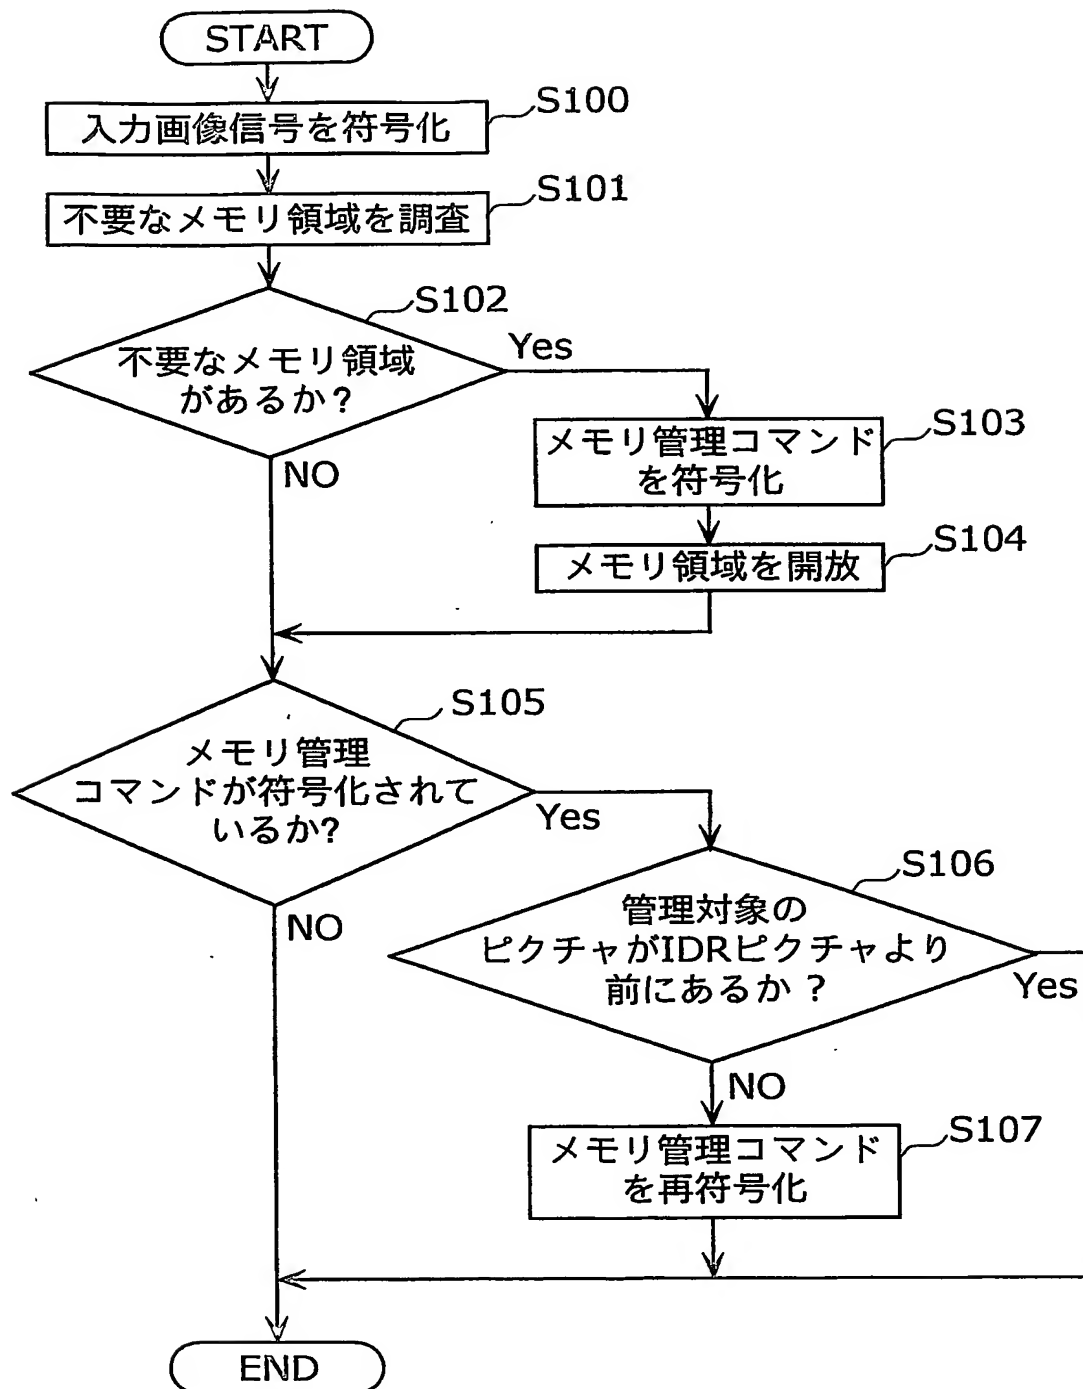 START
S100
入力画像信号を符号化
S101
不要なメモリ領域を調査
S102
不要なメモリ領域
があるか?
Yes
NO
S103
メモリ管理コマンド
を符号化
S104
メモリ領域を開放
S105
メモリ管理
コマンドが符号化されて
いるか?
Yes
NO
S106
管理対象の
ピクチャがIDRピクチャより
前にあるか?
Yes
NO
S107
メモリ管理コマンド
を再符号化
END